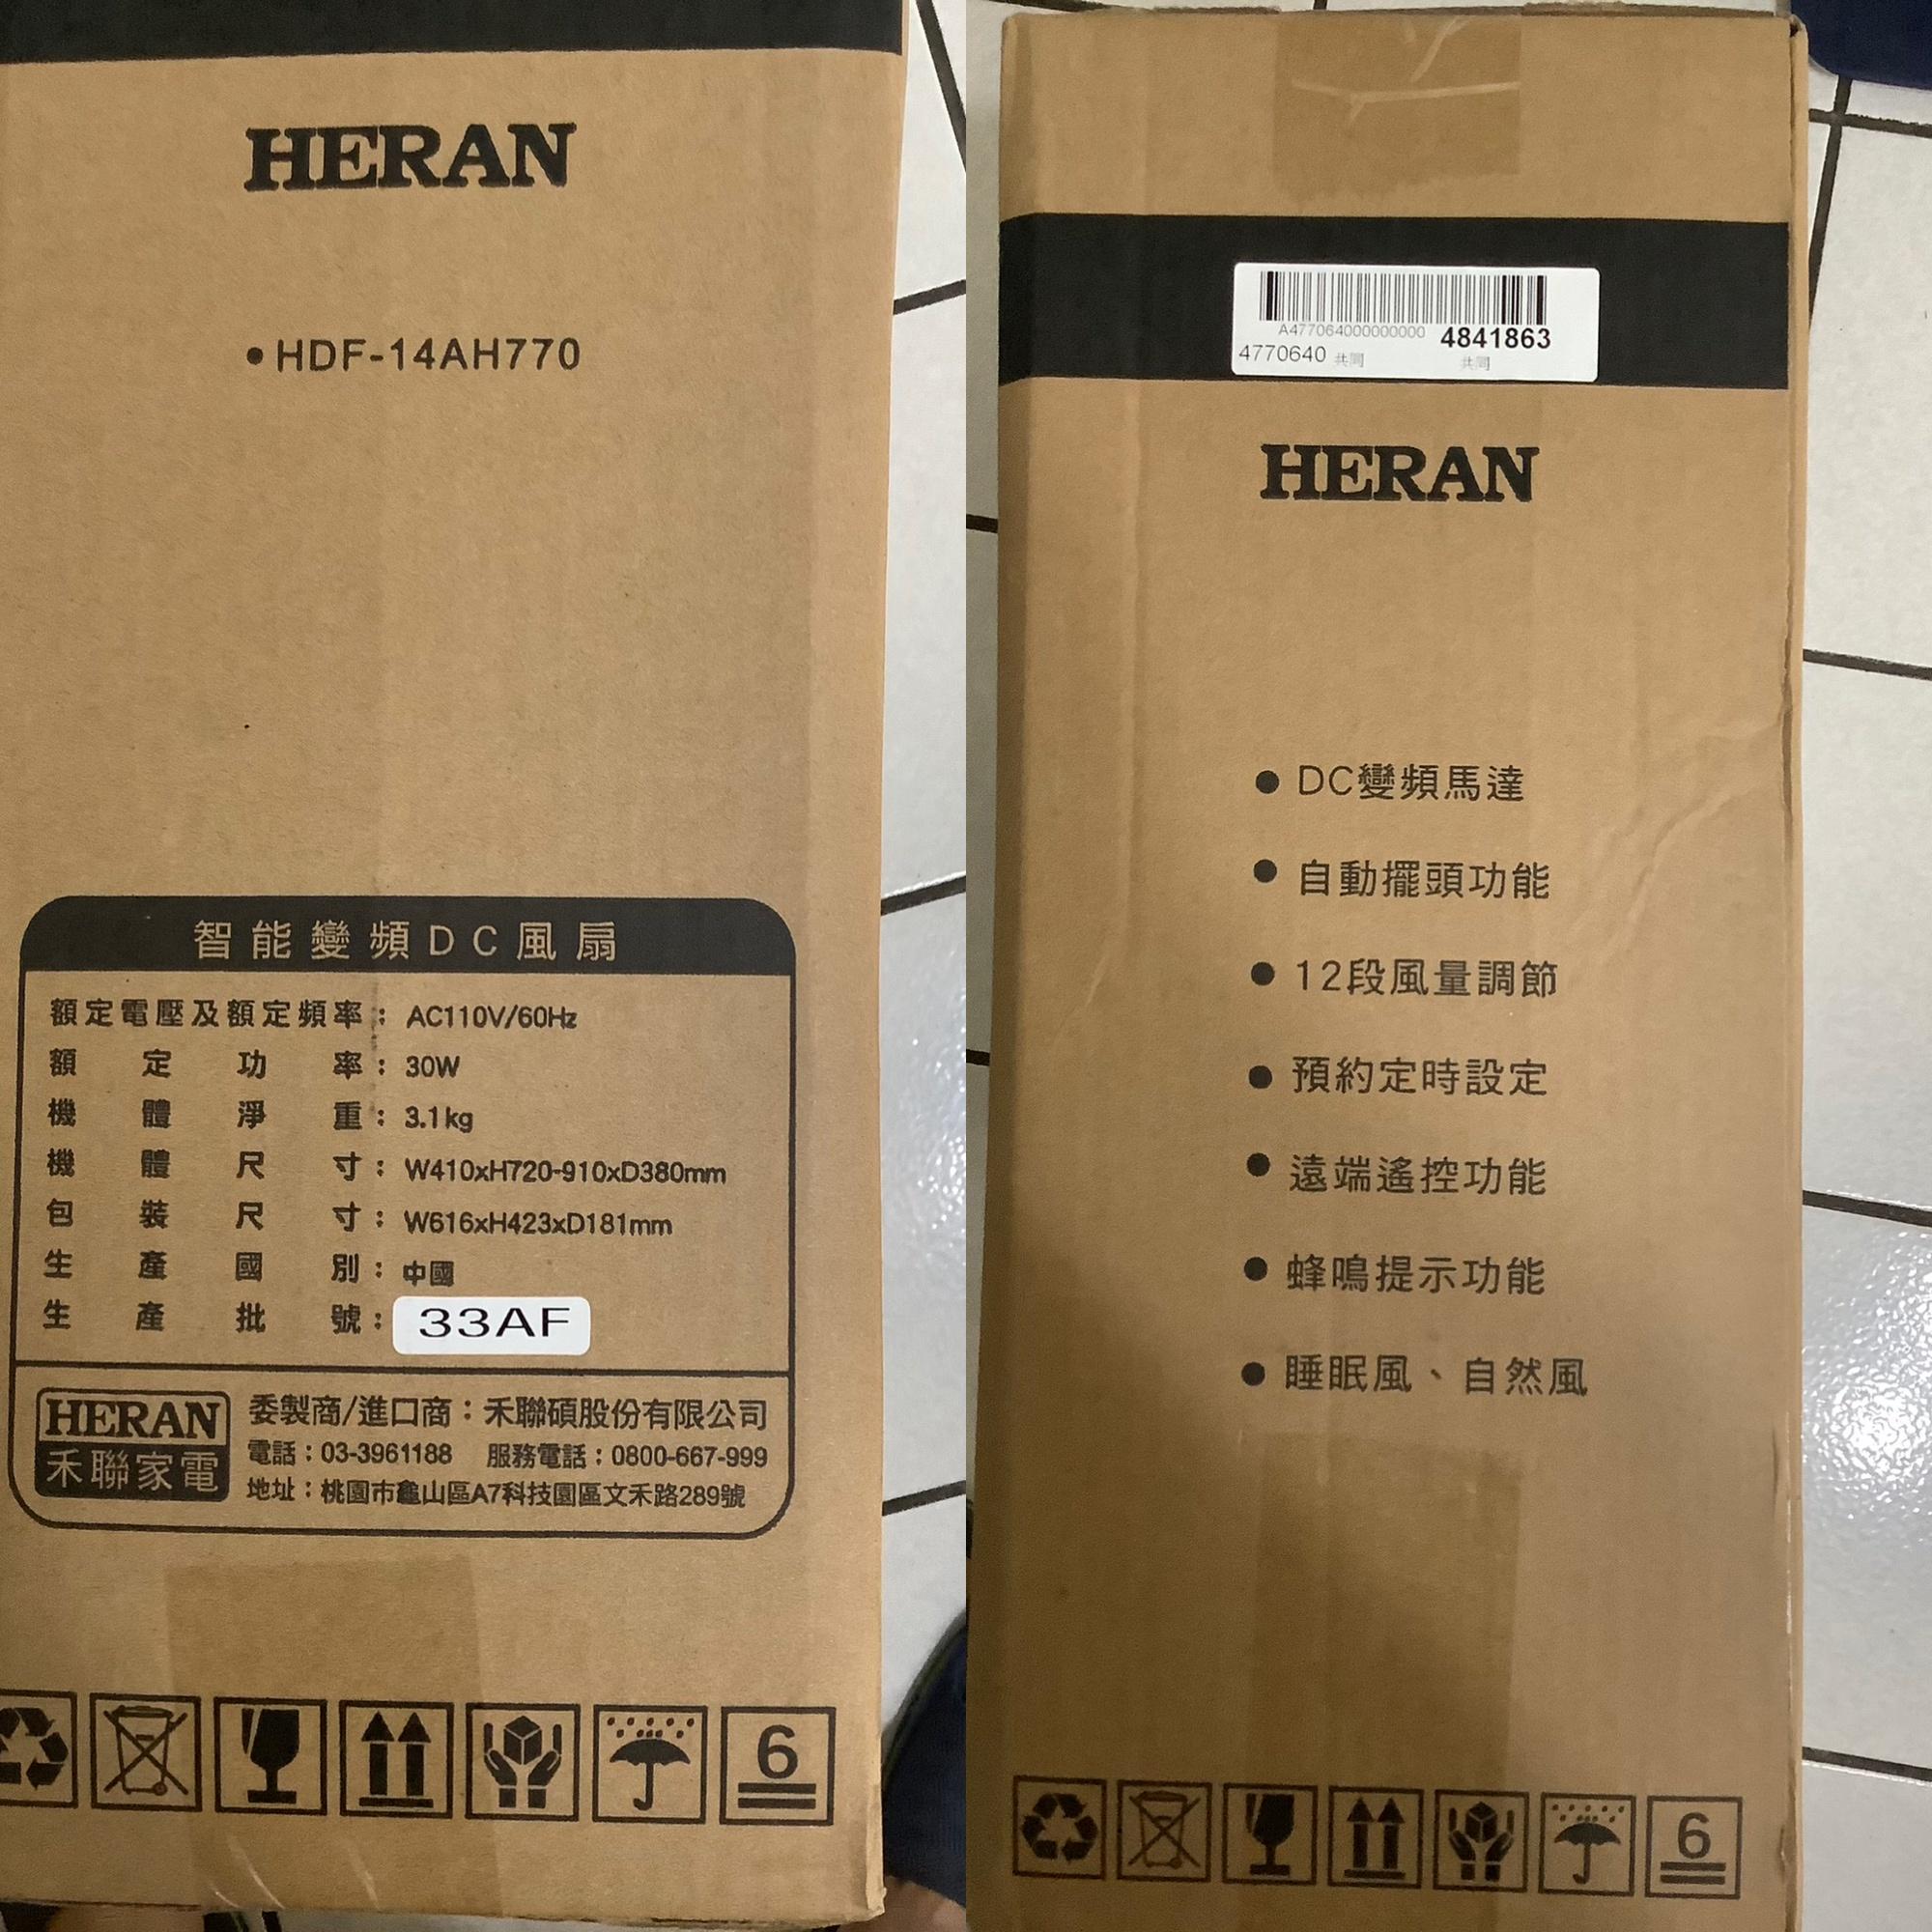 HERAN
•HDF-14AH770
智能變頻DC風扇
額定電壓及額定頻率：AC110V/60Hz
額定功率：30W
機體淨重：3.1kg
機體尺寸：W410xH720-910xD380mm
包裝尺寸：W616xH423xD181mm
生產國別：中國
生產批號：33AF
HERAN
禾聯家電
委製商/進口商：禾聯碩股份有限公司
電話：03-3961188 服務電話：0800-667-999
地址：桃園市龜山區A7科技園區文禾路289號
6
A477064000000000 4841863
4770640 共同 共同
HERAN
• DC變頻馬達
• 自動擺頭功能
• 12段風量調節
• 預約定時設定
• 遠端遙控功能
• 蜂鳴提示功能
• 睡眠風、自然風
6